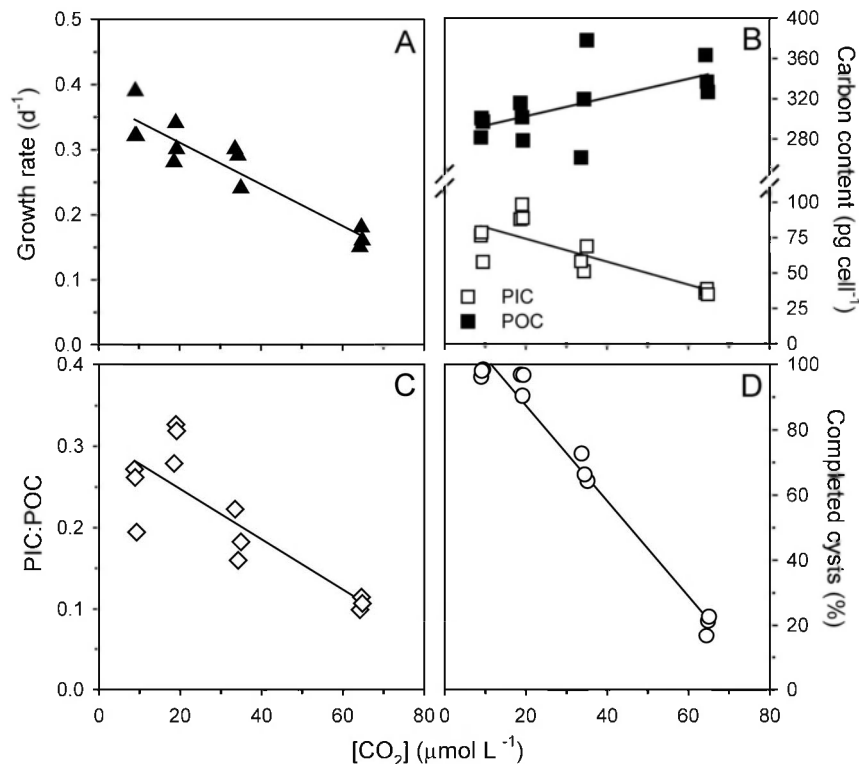 0.5
0.4
0.3
0.2
0.1
0.0
Growth rate (d⁻¹)
A
B
400
360
320
280
100
75
50
25
0
Carbon content (pg cell⁻¹)
PIC
POC
0.4
0.3
0.2
0.1
0.0
PIC:POC
C
D
100
80
60
40
20
0
Completed cysts (%)
0 20 40 60 80
0 20 40 60 80
[CO₂] (μmol L⁻¹)